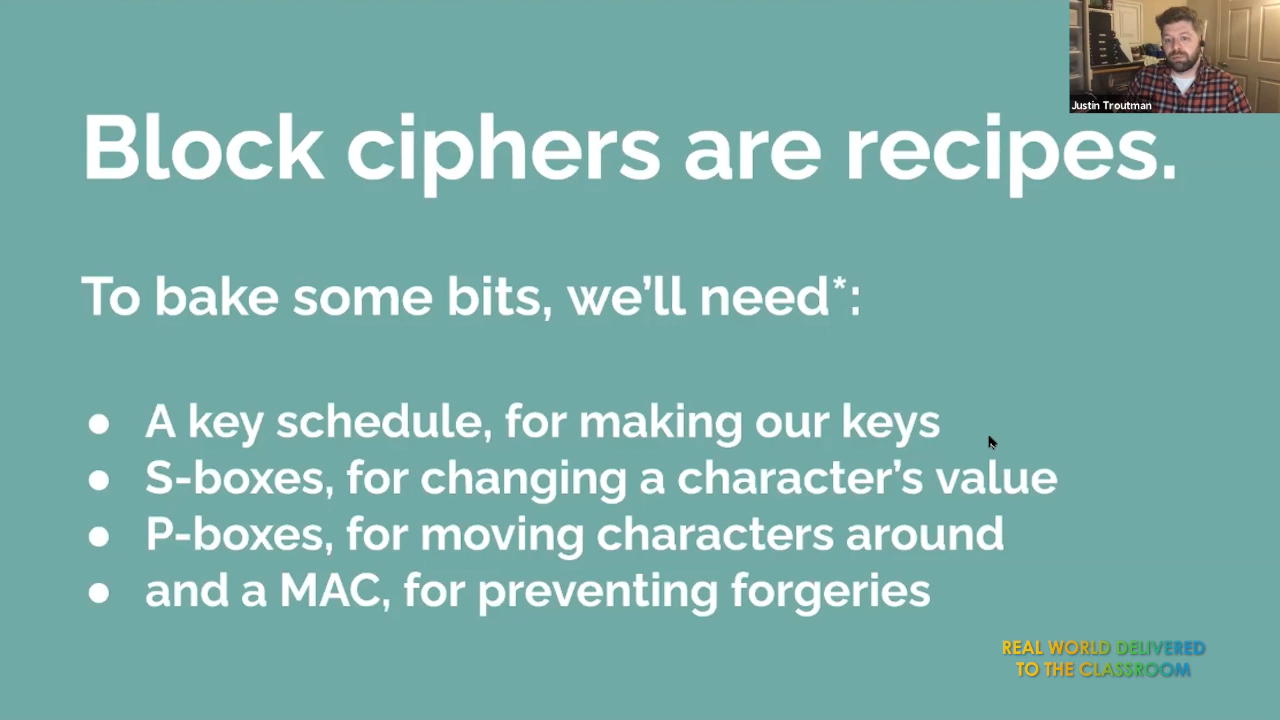 Justin Troutman
Block ciphers are recipes.
To bake some bits, we'll need*:
● A key schedule, for making our keys
● S-boxes, for changing a character's value
● P-boxes, for moving characters around
● and a MAC, for preventing forgeries
REAL WORLD DELIVERED
TO THE CLASSROOM